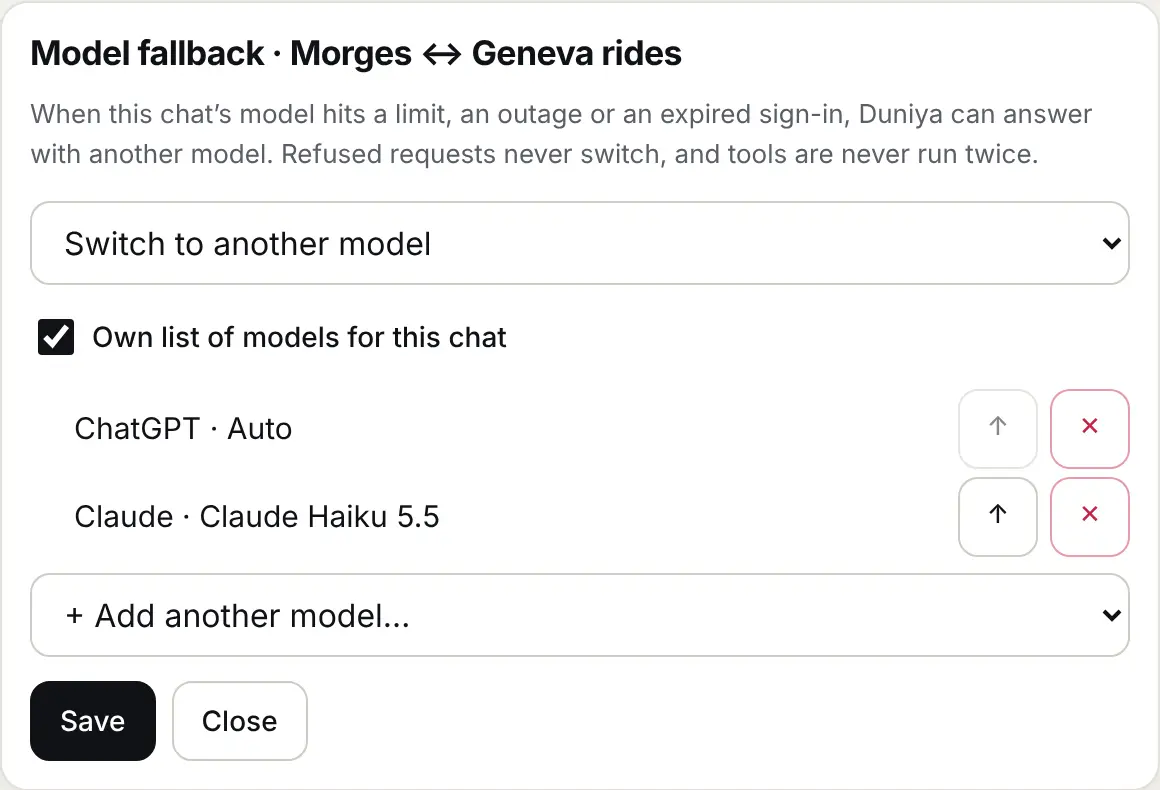 Model fallback · Morges ↔ Geneva rides
When this chat’s model hits a limit, an outage or an expired sign-in, Duniya can answer
with another model. Refused requests never switch, and tools are never run twice.
Switch to another model
Own list of models for this chat
ChatGPT · Auto
↑ ×
Claude · Claude Haiku 5.5
↑ ×
+ Add another model...
Save
Close